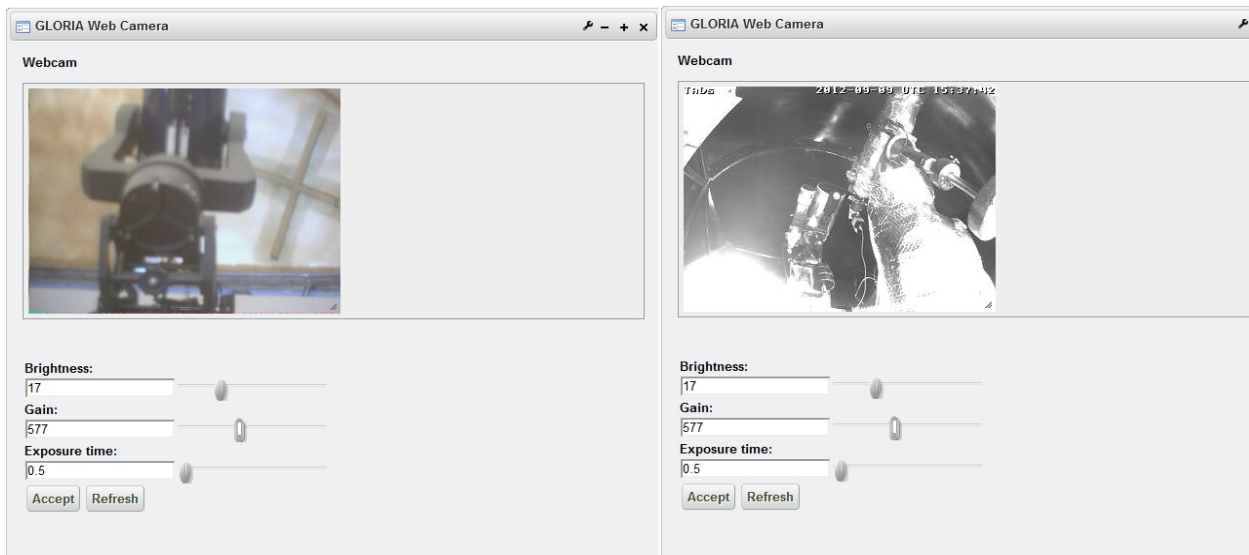 GLORIA Web Camera
Webcam
Brightness:
17
Gain:
577
Exposure time:
0.5
Accept Refresh
GLORIA Web Camera
Webcam
TADs 2012-09-09 UTC 15:37:42
Brightness:
17
Gain:
577
Exposure time:
0.5
Accept Refresh